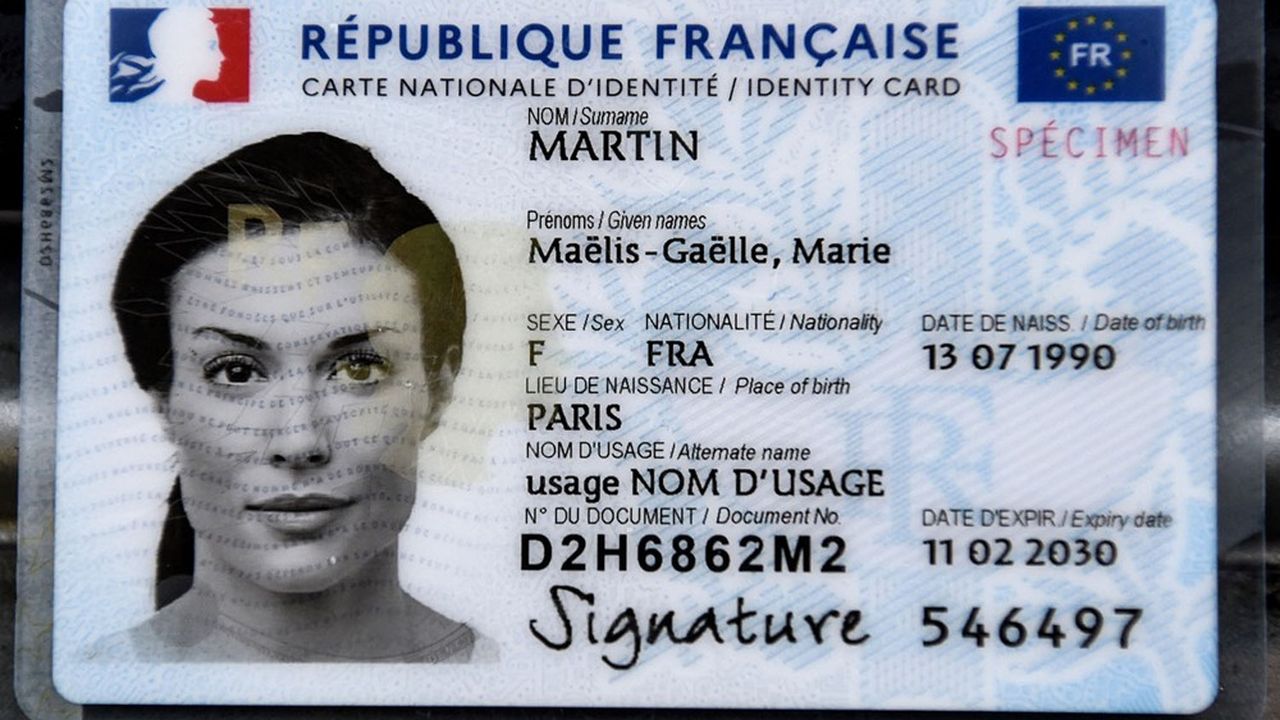 RÉPUBLIQUE FRANÇAISE
FR
CARTE NATIONALE D'IDENTITÉ / IDENTITY CARD
NOM / Surname
MARTIN
SPÉCIMEN
Prénoms / Given names
Maëlis-Gaëlle, Marie
SEXE / Sex NATIONALITÉ / Nationality DATE DE NAISS. / Date of birth
F FRA 13 07 1990
LIEU DE NAISSANCE / Place of birth
PARIS
NOM D'USAGE / Alternate name
usage NOM D'USAGE
N° DU DOCUMENT / Document No. DATE D'EXPIR. / Expiry date
D2H6862M2 11 02 2030
Signature 546497
RF